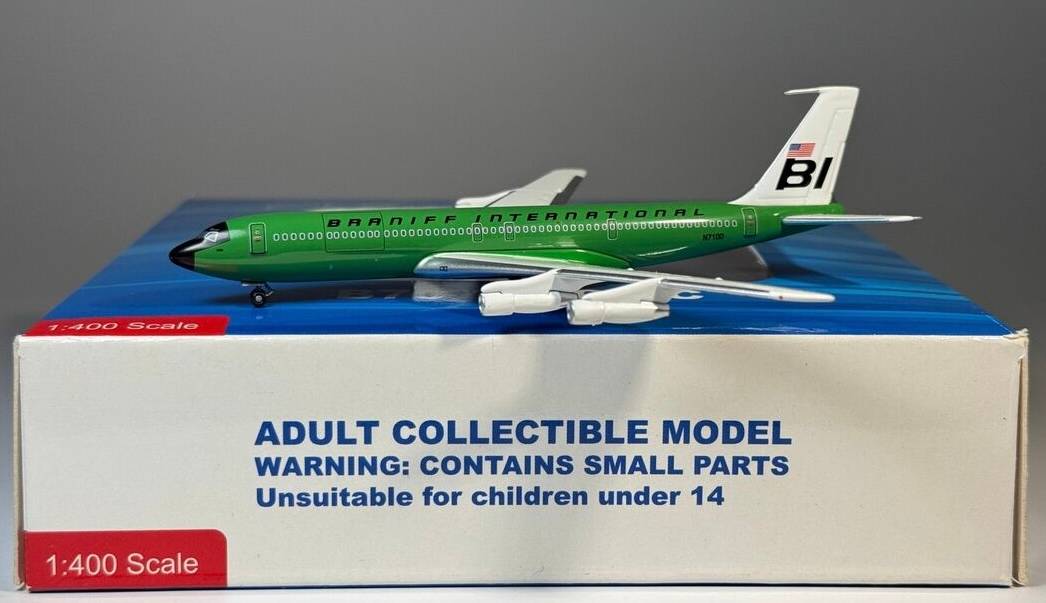 BI
BRANIFF INTERNATIONAL
N7100
1:400 Scale
ADULT COLLECTIBLE MODEL
WARNING: CONTAINS SMALL PARTS
Unsuitable for children under 14
1:400 Scale